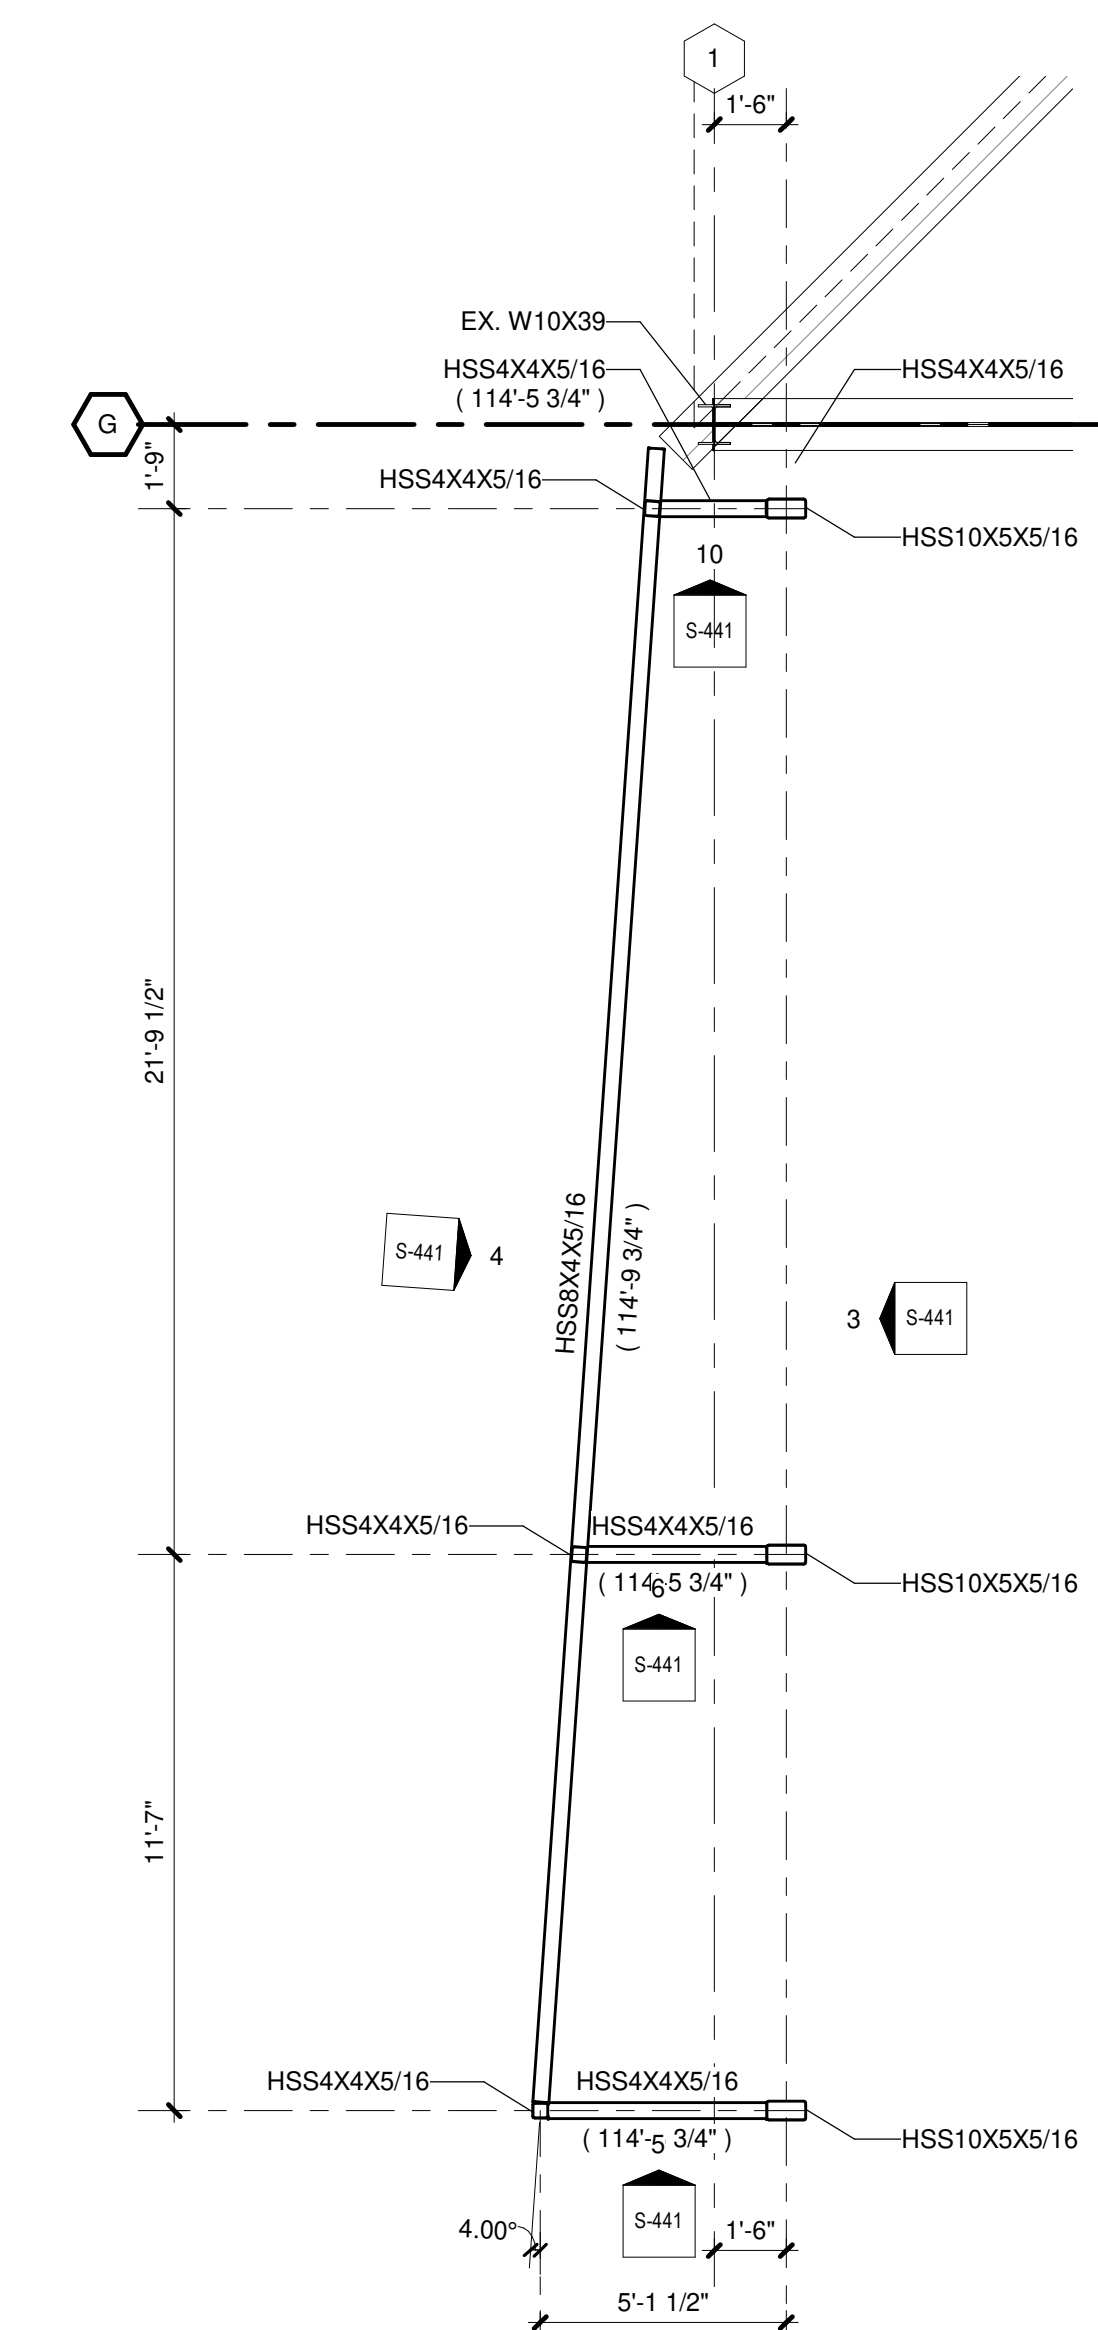 1
1'-6"
EX. W10X39
HSS4X4X5/16
( 114'-5 3/4" )
HSS4X4X5/16
G
1'-9"
HSS4X4X5/16
HSS10X5X5/16
10
S-441
21'-9 1/2"
HSS8X4X5/16
( 114'-9 3/4" )
S-441
4
3
S-441
HSS4X4X5/16
HSS4X4X5/16
( 114'-5 3/4" )
6
HSS10X5X5/16
S-441
11'-7"
HSS4X4X5/16
HSS4X4X5/16
( 114'-5 3/4" )
5
HSS10X5X5/16
S-441
4.00°
1'-6"
5'-1 1/2"